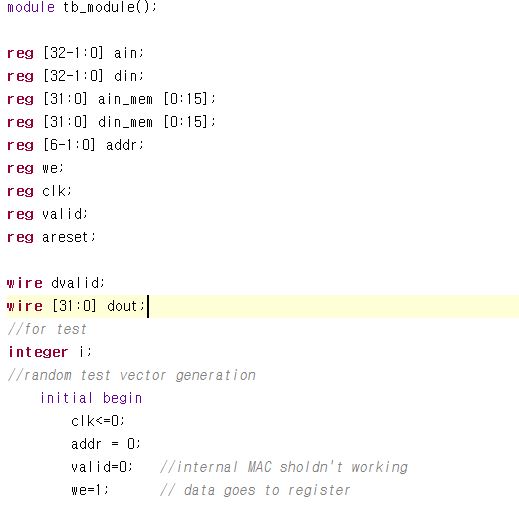 module tb_module();
reg [32-1:0] ain;
reg [32-1:0] din;
reg [31:0] ain_mem [0:15];
reg [31:0] din_mem [0:15];
reg [6-1:0] addr;
reg we;
reg clk;
reg valid;
reg areset;
wire dvalid;
wire [31:0] dout;
//for test
integer i;
//random test vector generation
initial begin
clk<=0;
addr = 0;
valid=0; //internal MAC sholdn't working
we=1; // data goes to register